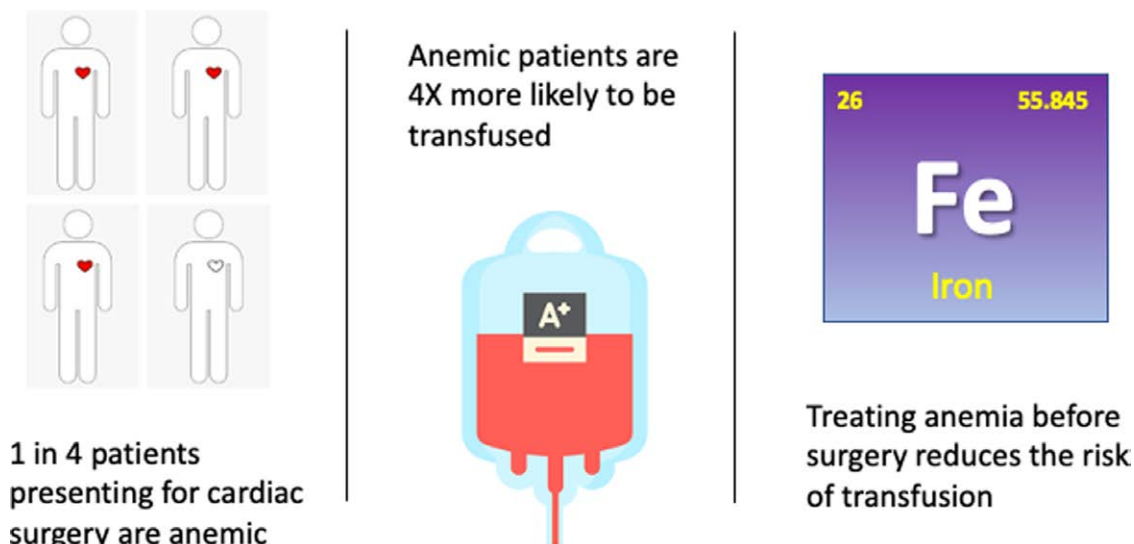 1 in 4 patients
presenting for cardiac
surgery are anemic
Anemic patients are
4X more likely to be
transfused
A+
26
55.845
Fe
Iron
Treating anemia before
surgery reduces the risk
of transfusion